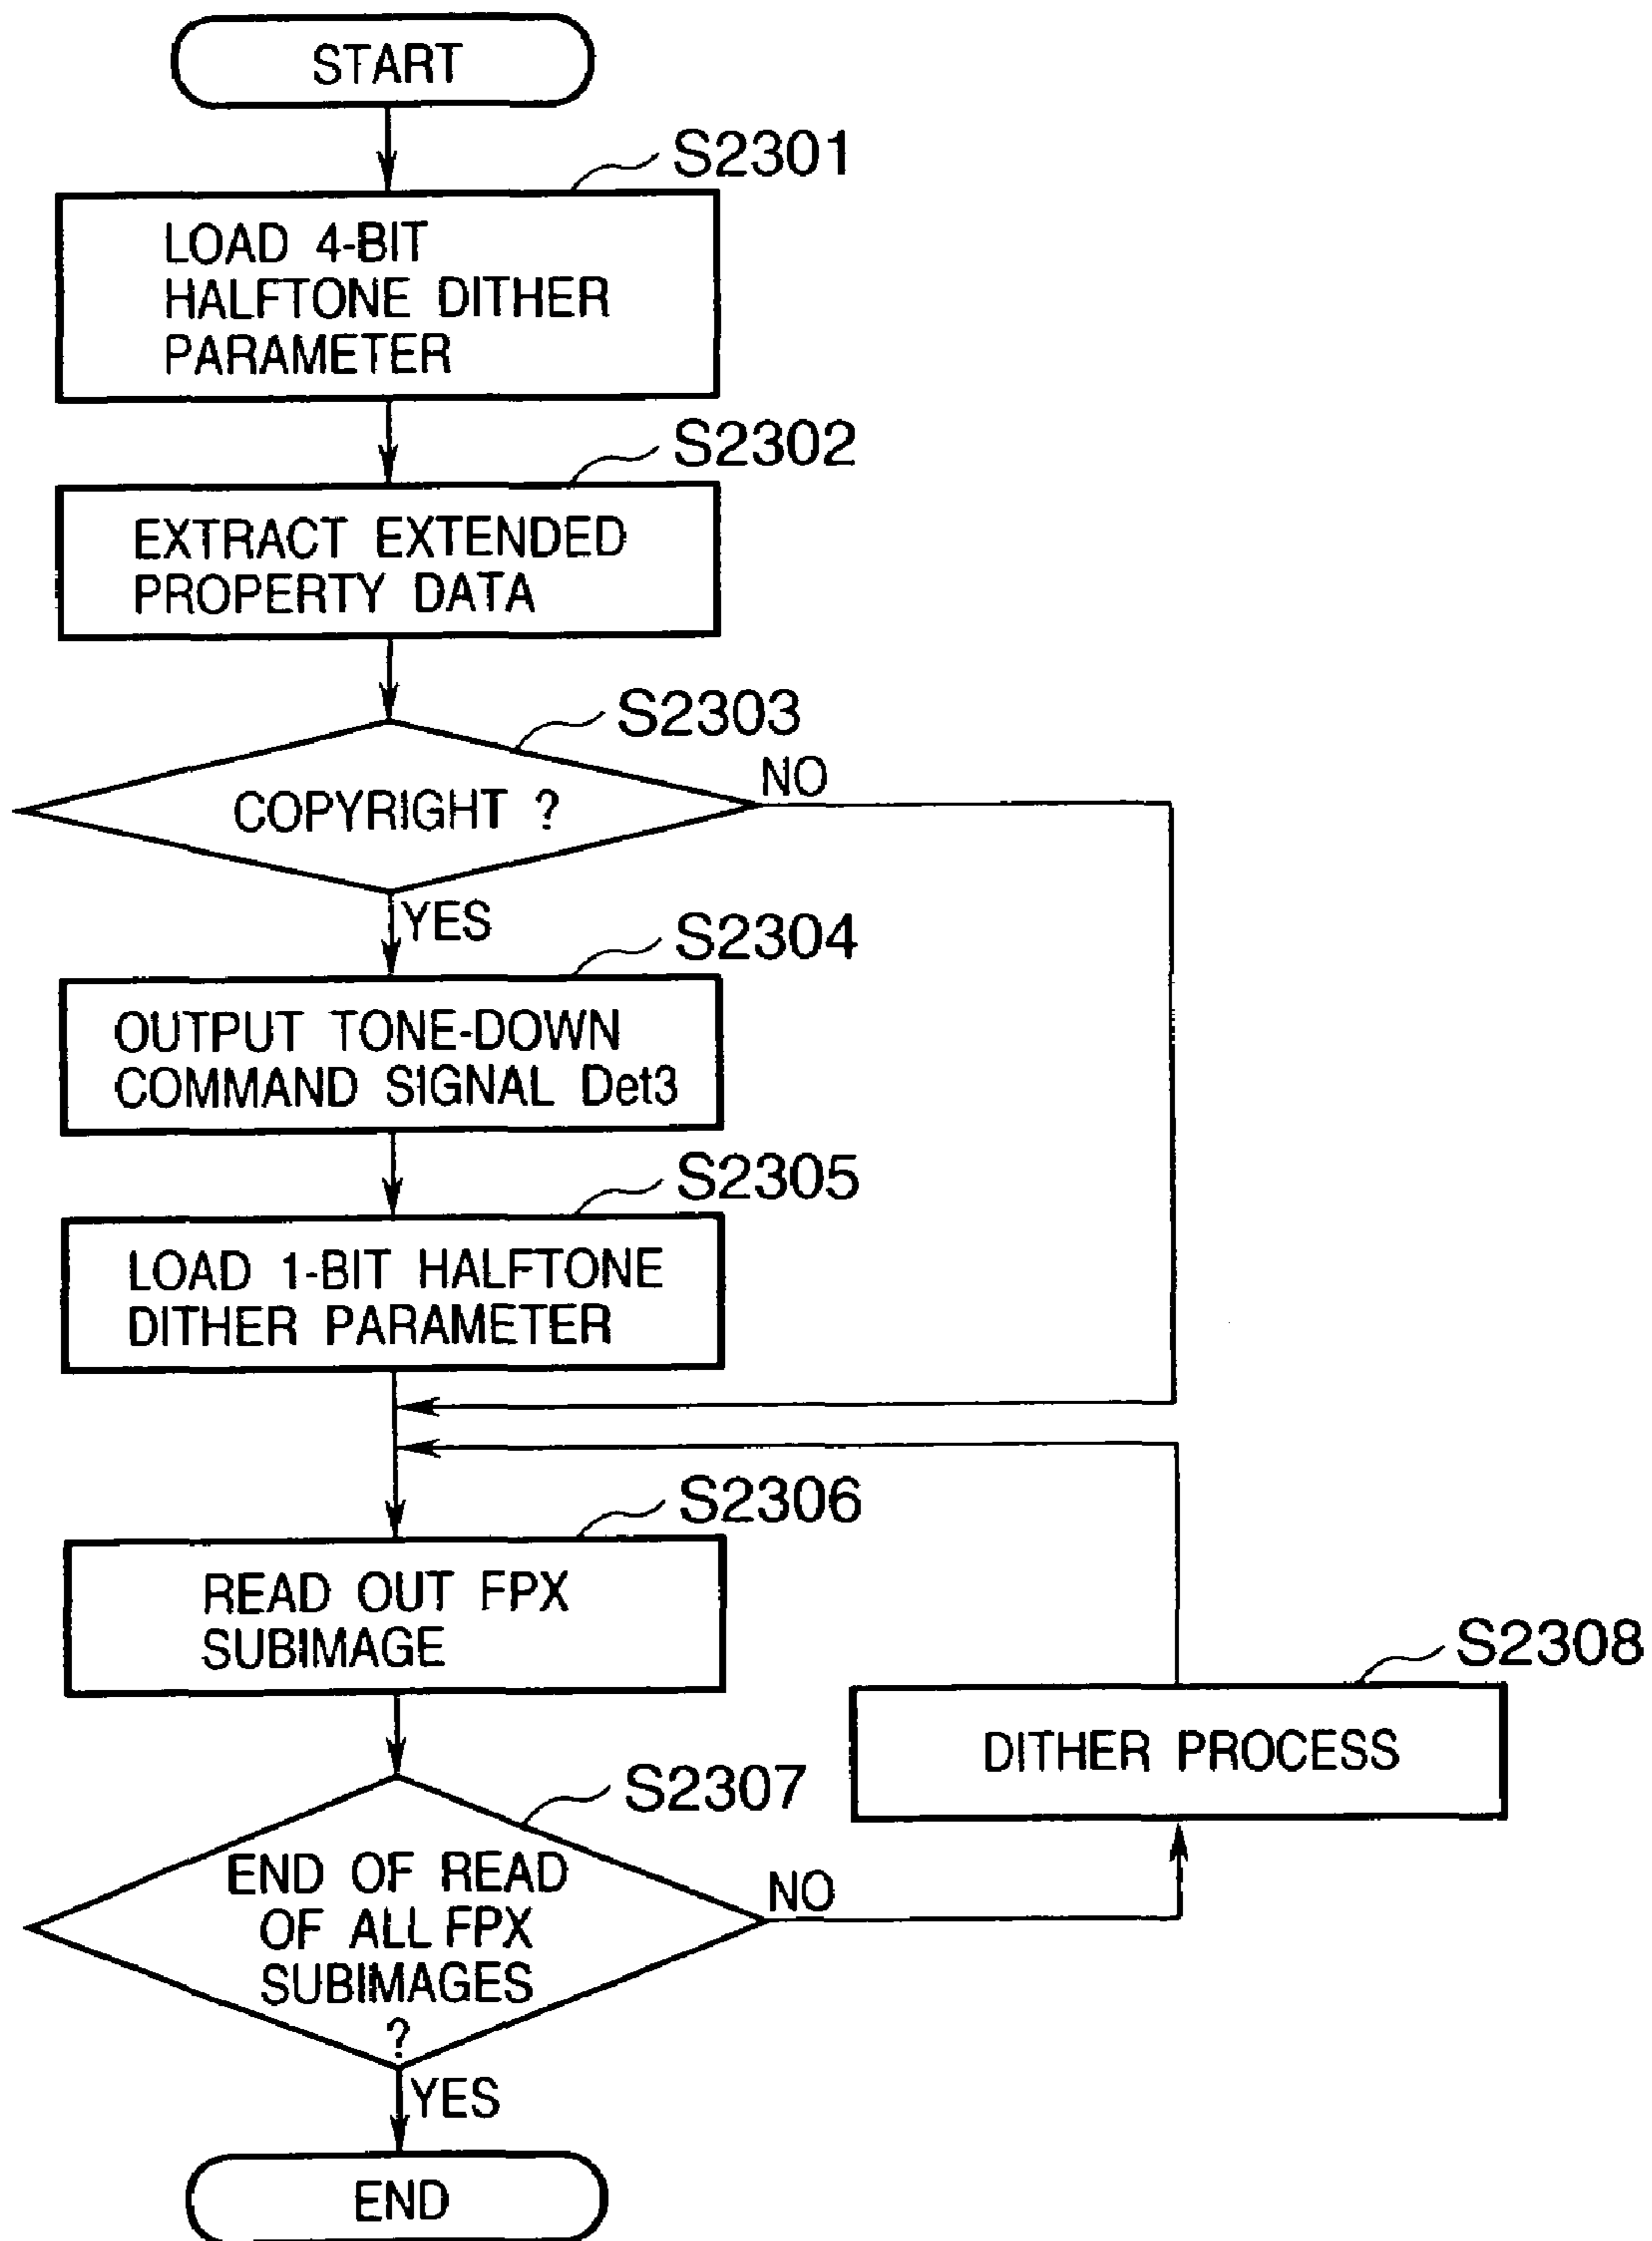 START
S2301
LOAD 4-BIT
HALFTONE DITHER
PARAMETER
S2302
EXTRACT EXTENDED
PROPERTY DATA
S2303
COPYRIGHT ?
NO
YES
S2304
OUTPUT TONE-DOWN
COMMAND SIGNAL Det3
S2305
LOAD 1-BIT HALFTONE
DITHER PARAMETER
S2306
READ OUT FPX
SUBIMAGE
S2308
DITHER PROCESS
S2307
END OF READ
OF ALL FPX
SUBIMAGES
?
NO
YES
END